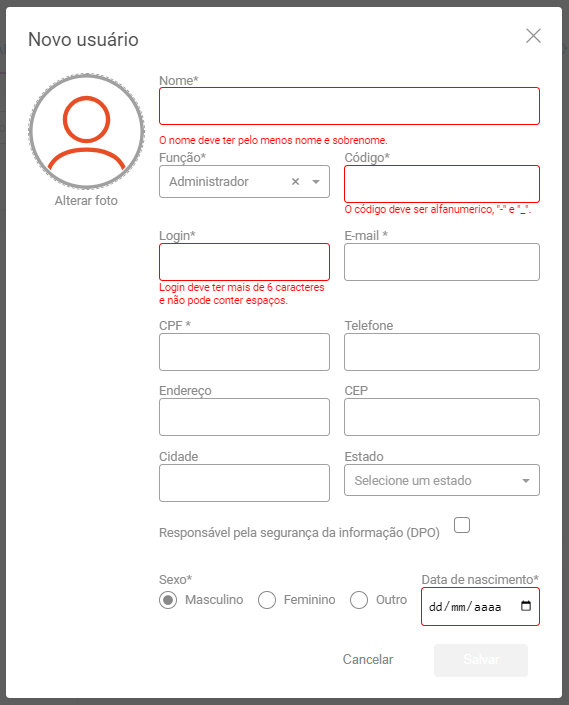 Novo usuário
Alterar foto
Nome*
O nome deve ter pelo menos nome e sobrenome.
Função* Código*
Administrador
O código deve ser alfanumerico, "-" e "_".
Login* E-mail *
Login deve ter mais de 6 caracteres
e não pode conter espaços.
CPF * Telefone
Endereço CEP
Cidade Estado
Selecione um estado
Responsável pela segurança da informação (DPO)
Sexo* Data de nascimento*
Masculino Feminino Outro dd/mm/aaaa
Cancelar Salvar